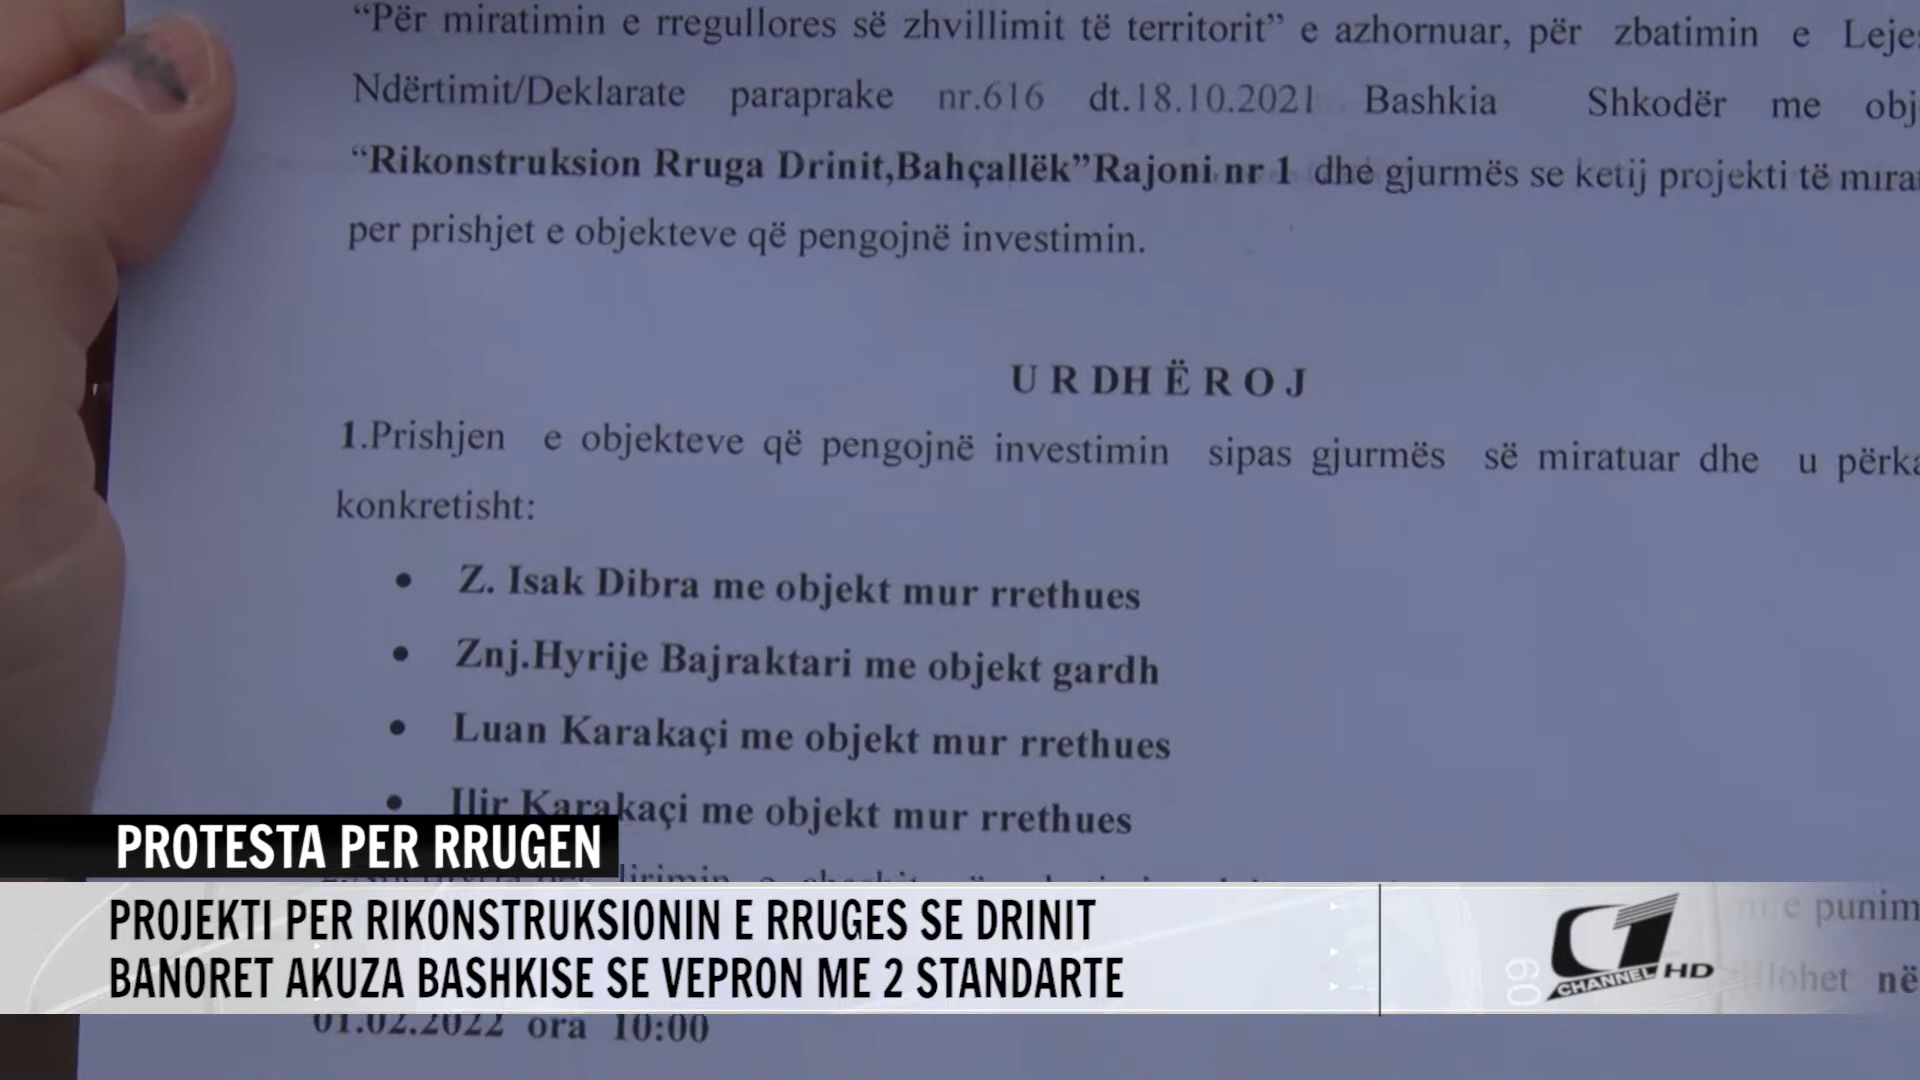 “Për miratimin e rregullores së zhvillimit të territorit” e azhornuar, për zbatimin e
Ndërtimit/Deklarate paraprake nr.616 dt.18.10.2021 Bashkia Shkodër me
“Rikonstruksion Rruga Drinit,Bahçallëk”Rajoni nr 1 dhe gjurmës se ketij projekti të
per prishjet e objekteve që pengojnë investimin.
U R DH Ë R O J
1.Prishjen e objekteve që pengojnë investimin sipas gjurmës së miratuar dhe u
konkretisht:
• Z. Isak Dibra me objekt mur rrethues
• Znj.Hyrije Bajraktari me objekt gardh
• Luan Karakaçi me objekt mur rrethues
• Ilir Karakaçi me objekt mur rrethues
PROTESTA PER RRUGEN
PROJEKTI PER RIKONSTRUKSIONIN E RRUGES SE DRINIT
BANORET AKUZA BASHKISE SE VEPRON ME 2 STANDARTE
CHANNEL HD
e
në
01.02.2022 ora 10:00